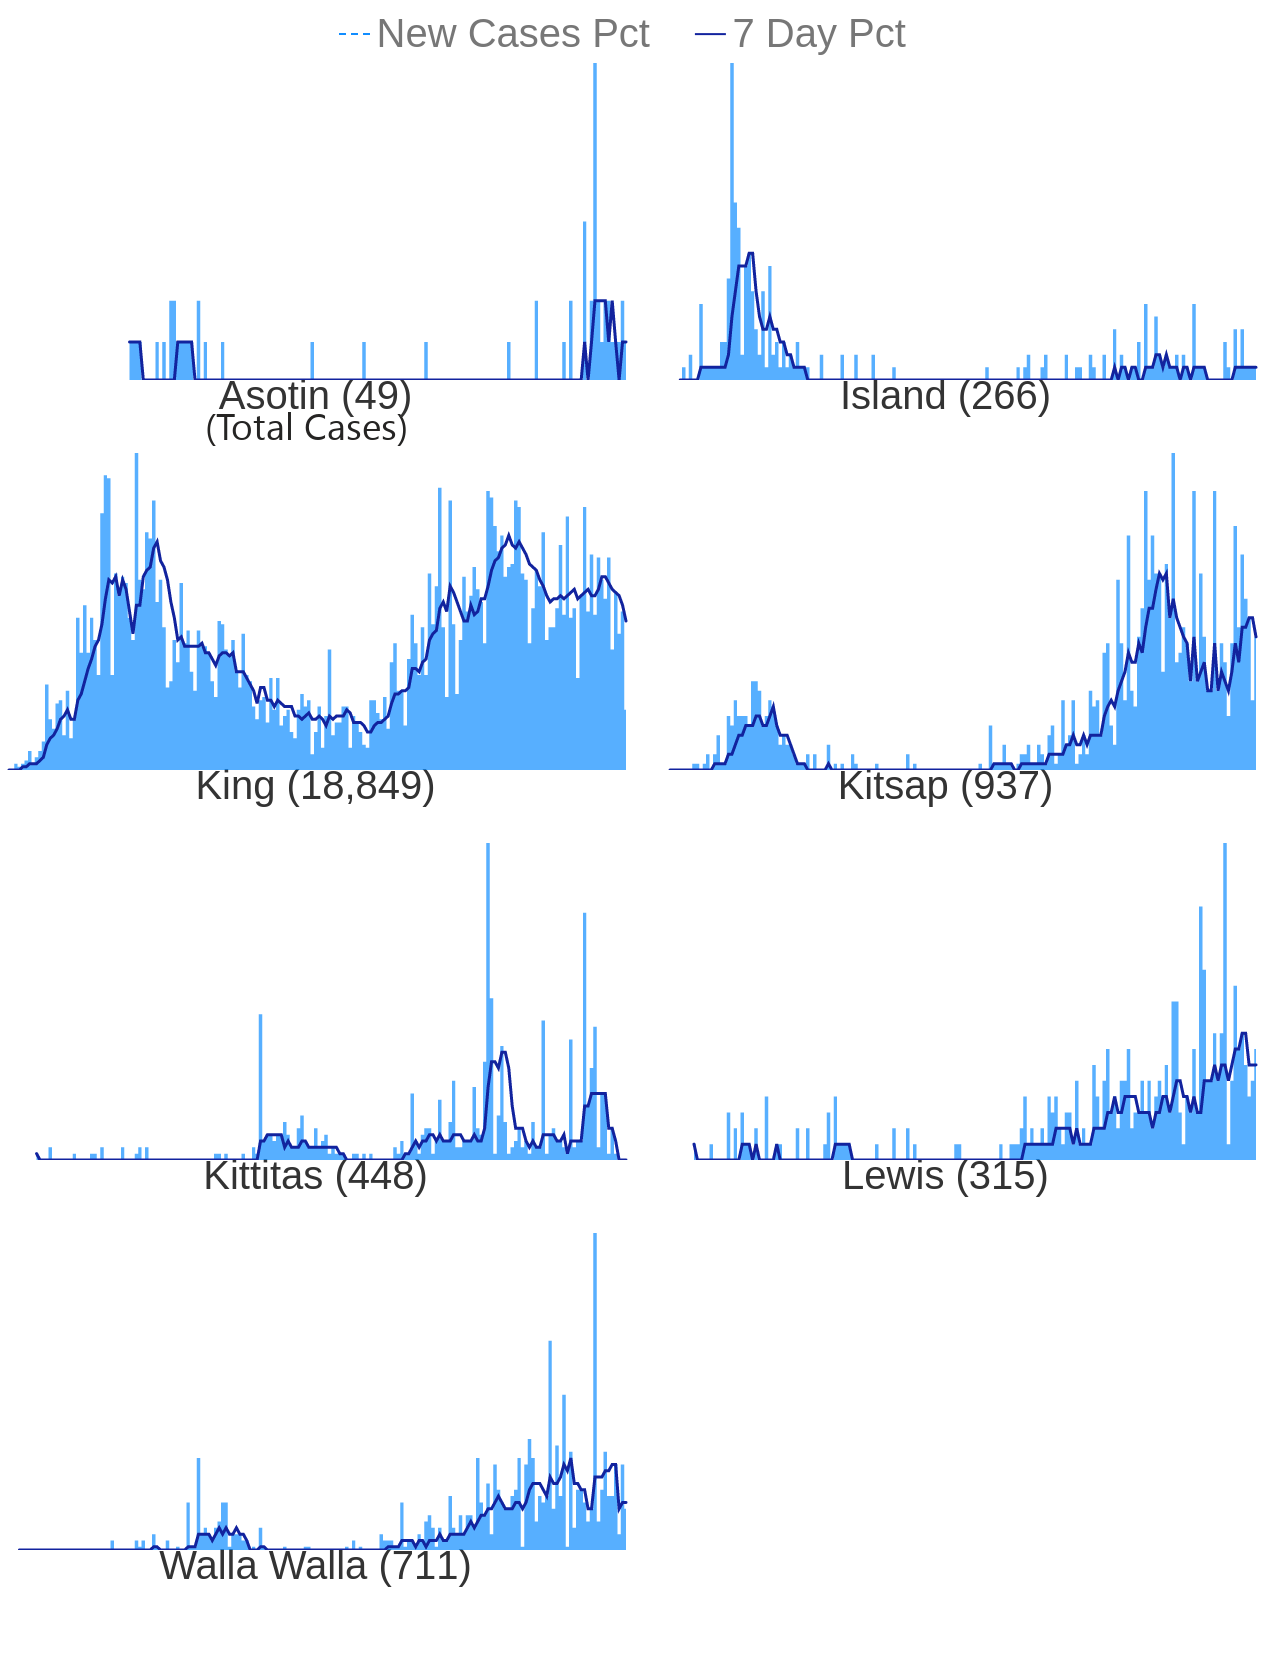 New Cases Pct 7 Day Pct
Asotin (49) Island (266)
(Total Cases)
King (18,849) Kitsap (937)
Kittitas (448) Lewis (315)
Walla Walla (711)